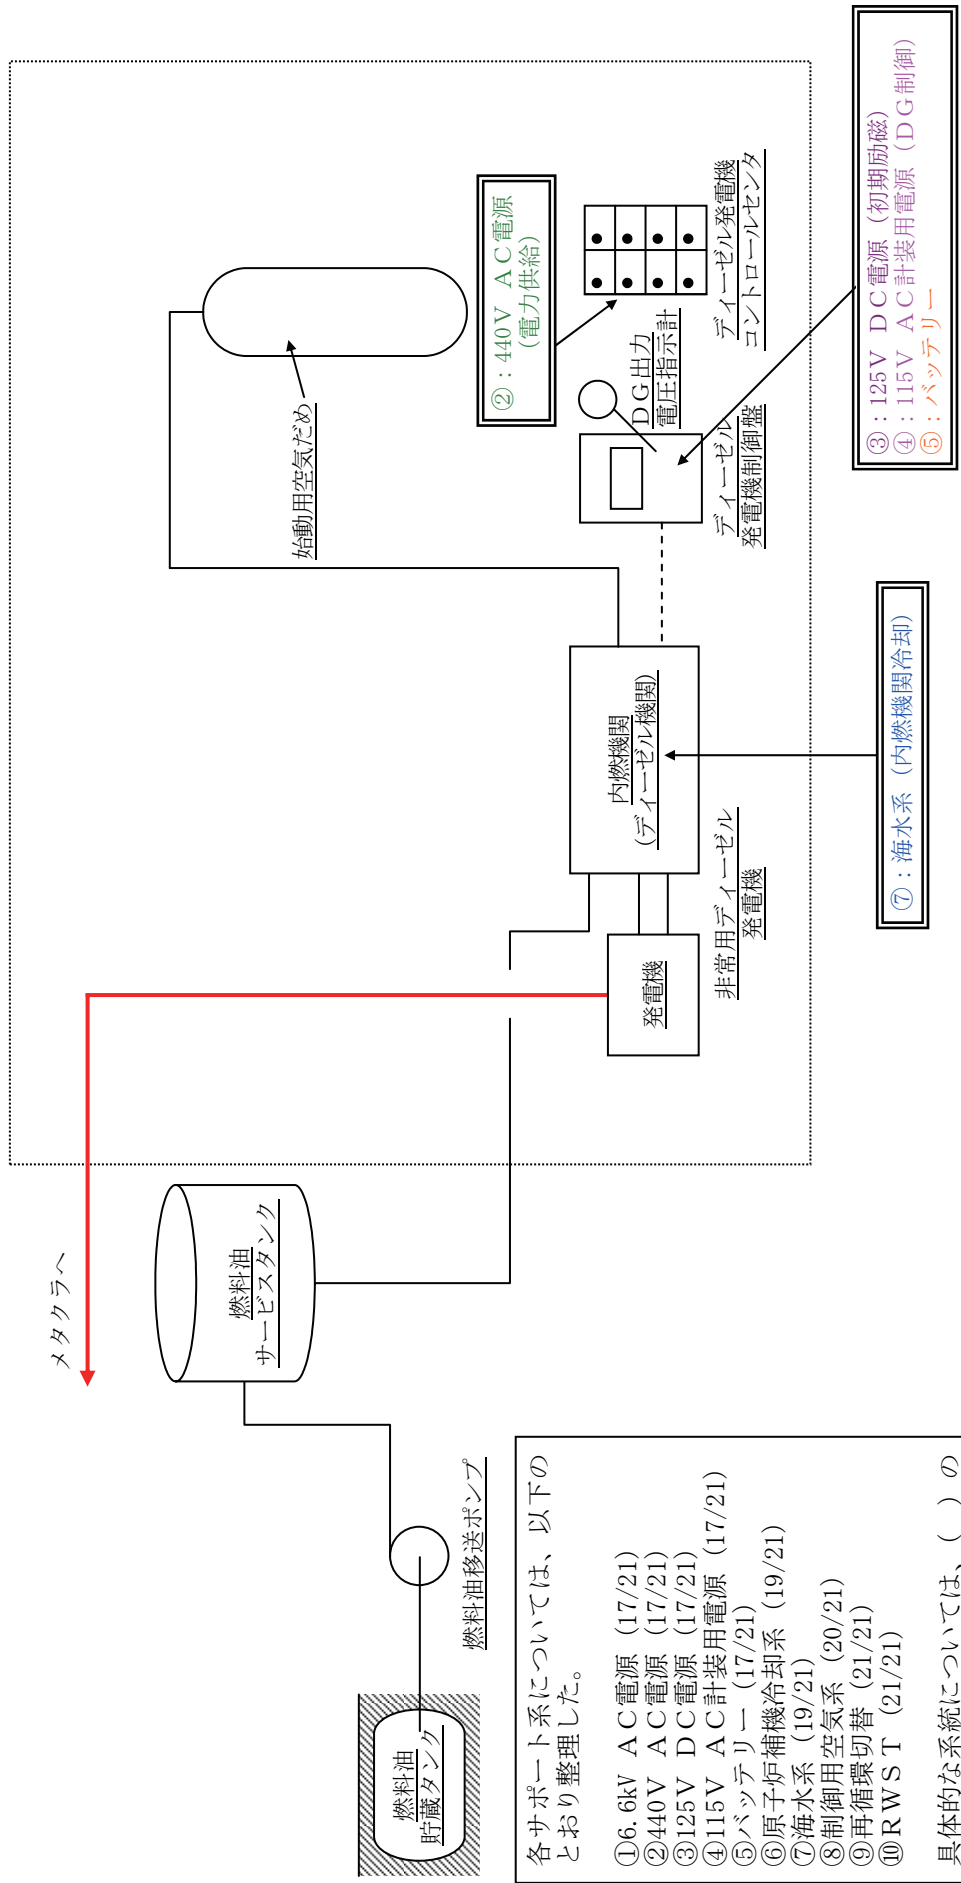 メタクラへ
燃料油
貯蔵タンク
燃料油移送ポンプ
燃料油
サービスタンク
始動用空気だめ
発電機
内燃機関
(ディーゼル機関)
非常用ディーゼル
発電機
DG出力
電圧指示計
ディーゼル
発電機制御盤
ディーゼル発電機
コントロールセンタ
②：440V AC電源
(電力供給)
③：125V DC電源（初期励磁）
④：115V AC計装用電源（DG制御）
⑤：バッテリー
⑦：海水系（内燃機関冷却）
各サポート系については、以下の
とおり整理した。
①6.6kV AC電源（17/21）
②440V AC電源（17/21）
③125V DC電源（17/21）
④115V AC計装用電源（17/21）
⑤バッテリー（17/21）
⑥原子炉補機冷却系（19/21）
⑦海水系（19/21）
⑧制御用空気系（20/21）
⑨再循環切替（21/21）
⑩RWST（21/21）
具体的な系統については、（ ）の